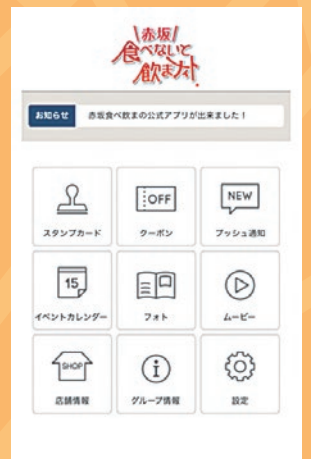 赤坂
食べないと
飲まナイト
お知らせ 赤坂食べ飲まの公式アプリが出来ました！
OFF
NEW
スタンプカード クーポン プッシュ通知
15
イベントカレンダー フォト ムービー
SHOP
店舗情報 グループ情報 設定